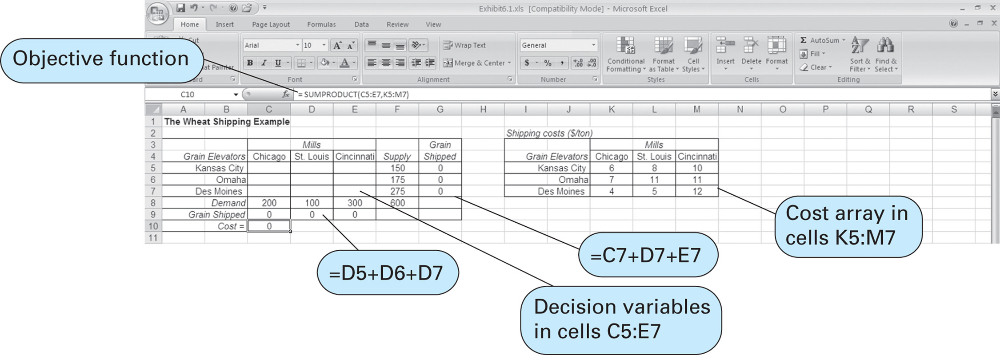 Exhibit6.1.xls [Compatibility Mode] - Microsoft Excel
Home Insert Page Layout Formulas Data Review View
Cut
Objective function
Arial 10 A A
General
Wrap Text
Σ AutoSum
B I U A
Merge & Center
$ % , .00 .00
Fill
Conditional Formatting
Format as Table
Cell Styles
Insert Delete Format
Clear
Sort & Filter
Find & Select
at Painter
ard Font Alignment Number Styles Cells Editing
C10 fx = SUMPRODUCT(C5:E7,K5:M7)
A B C D E F G H I J K L M N O P Q R S
1 The Wheat Shipping Example
2 Shipping costs ($/ton)
3 Mills Grain Mills
4 Grain Elevators Chicago St. Louis Cincinnati Supply Shipped Grain Elevators Chicago St. Louis Cincinnati
5 Kansas City 150 0 Kansas City 6 8 10
6 Omaha 175 0 Omaha 7 11 11
7 Des Moines 275 0 Des Moines 4 5 12
8 Demand 200 100 300 600
9 Grain Shipped 0 0 0
10 Cost = 0
11
Cost array in
cells K5:M7
=C7+D7+E7
=D5+D6+D7
Decision variables
in cells C5:E7